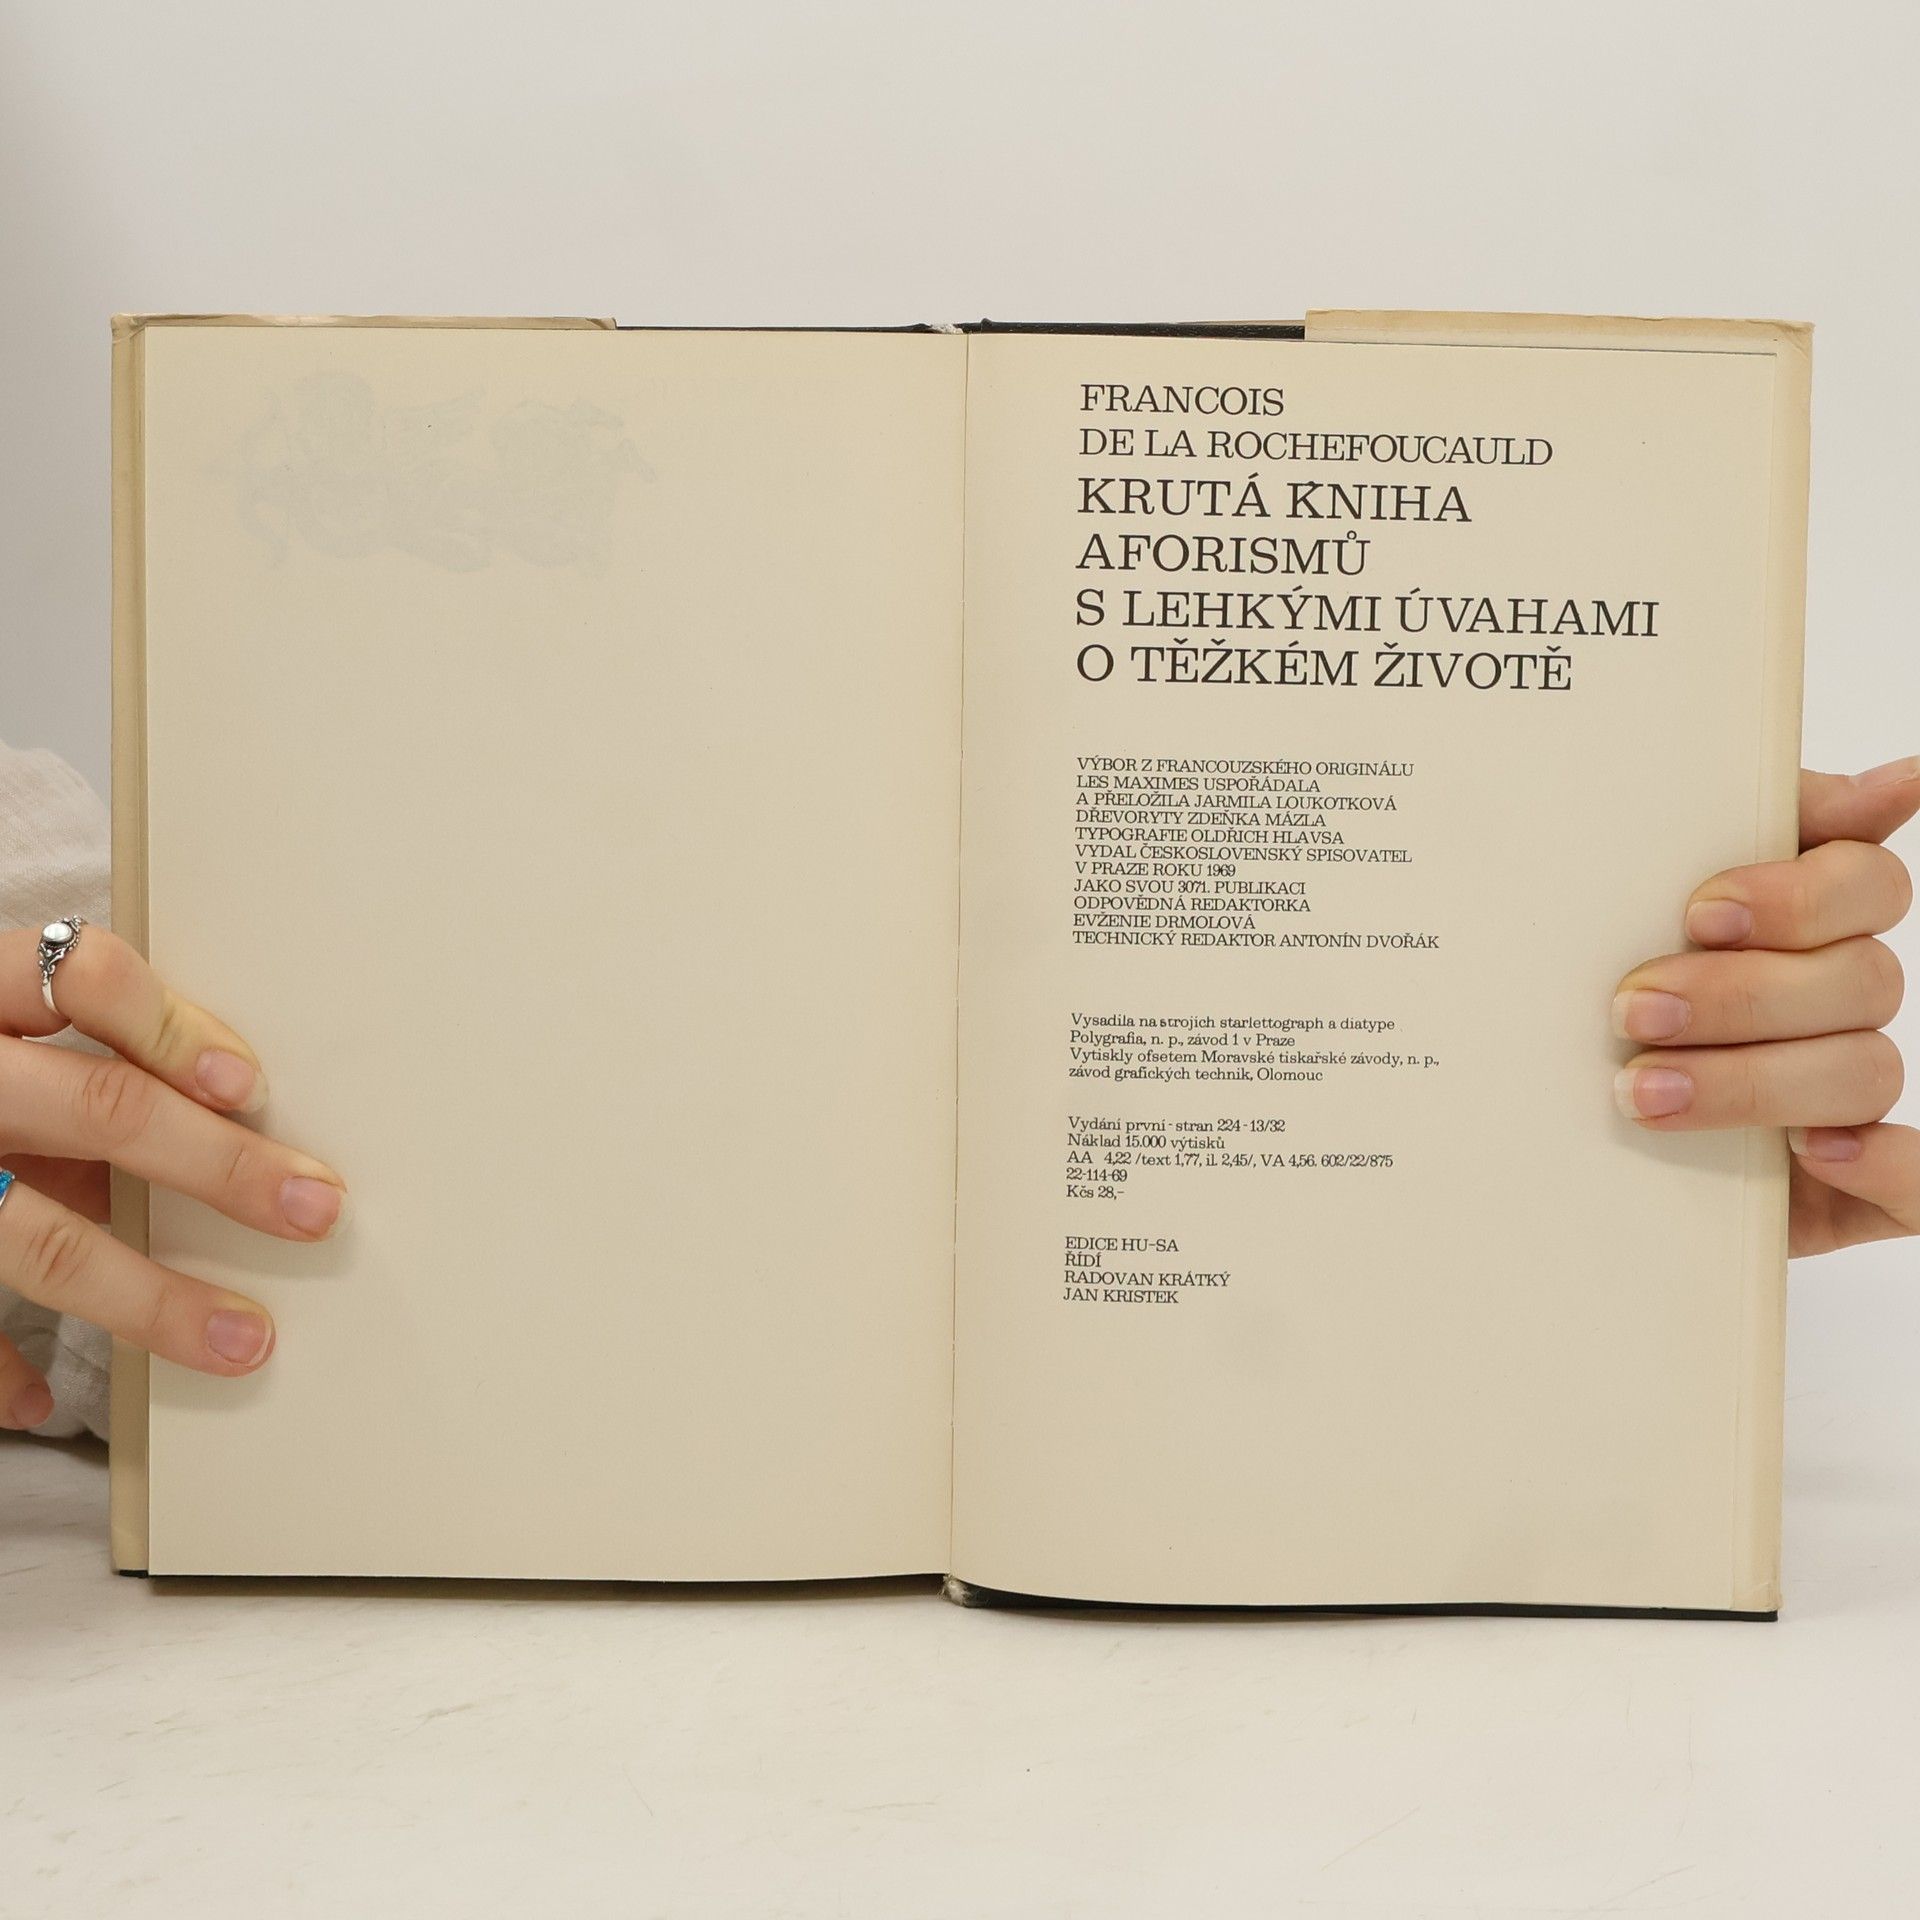 FRANCOIS
DE LA ROCHEFOUCAULD
KRUTÁ KNIHA
AFORISMŮ
S LEHKÝMI ÚVAHAMI
O TĚŽKÉM ŽIVOTĚ
VÝBOR Z FRANCOUZSKÉHO ORIGINÁLU
LES MAXIMES USPOŘÁDALA
A PŘELOŽILA JARMILA LOUKOTKOVÁ
DŘEVORYTY ZDEŇKA MÁZLA
TYPOGRAFIE OLDŘICH HLAVSA
VYDAL ČESKOSLOVENSKÝ SPISOVATEL
V PRAZE ROKU 1969
JAKO SVOU 3071. PUBLIKACI
ODPOVĚDNÁ REDAKTORKA
EVŽENIE DRMOLOVÁ
TECHNICKÝ REDAKTOR ANTONÍN DVOŘÁK
Vysadila na strojích starlettograph a diatype
Polygrafia, n. p., závod 1 v Praze
Vytiskly ofsetem Moravské tiskařské závody, n. p.,
závod grafických technik, Olomouc
Vydání první - stran 224 - 13/32
Náklad 15.000 výtisků
AA 4,22 /text 1,77, il. 2,45/, VA 4,56. 602/22/875
22-114-69
Kčs 28,-
EDICE HU-SA
ŘÍDÍ
RADOVAN KRÁTKÝ
JAN KRISTEK